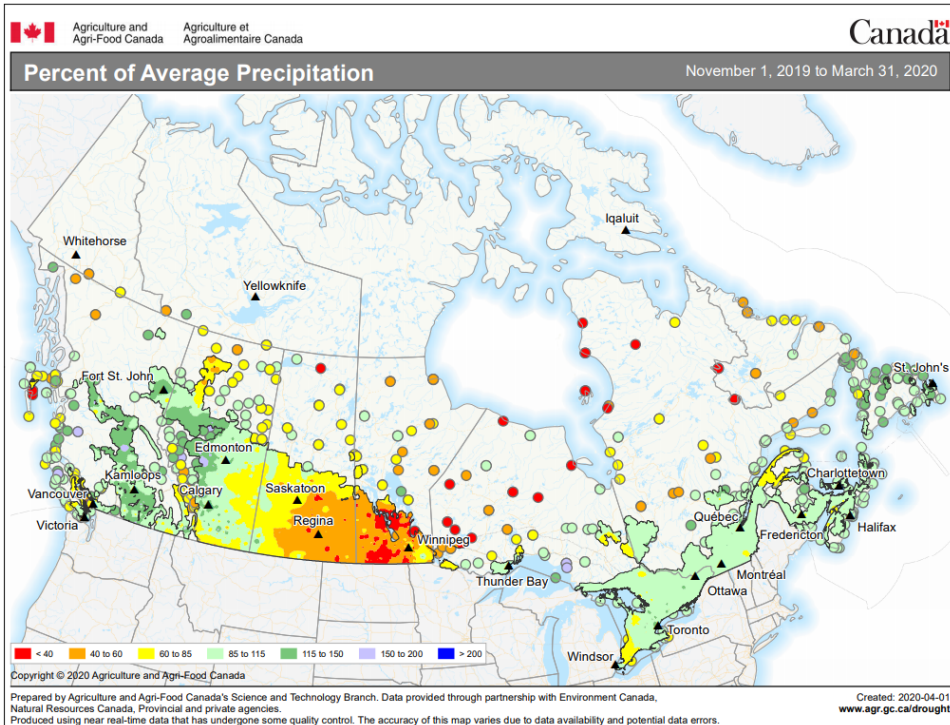 Agriculture and Agriculture et
Agri-Food Canada Agroalimentaire Canada
Canada
Percent of Average Precipitation
November 1, 2019 to March 31, 2020
Iqaluit
Whitehorse
Yellowknife
St. John's
Fort St. John
Edmonton
Kamloops
Charlottetown
Vancouver
Calgary
Saskatoon
Victoria
Regina
Québec
Halifax
Fredericton
Winnipeg
Thunder Bay
Montréal
Ottawa
Toronto
Windsor
< 40 40 to 60 60 to 85 85 to 115 115 to 150 150 to 200 > 200
Copyright © 2020 Agriculture and Agri-Food Canada
Prepared by Agriculture and Agri-Food Canada's Science and Technology Branch. Data provided through partnership with Environment Canada,
Natural Resources Canada, Provincial and private agencies.
Produced using near real-time data that has undergone some quality control. The accuracy of this map varies due to data availability and potential data errors.
Created: 2020-04-01
www.agr.gc.ca/drought